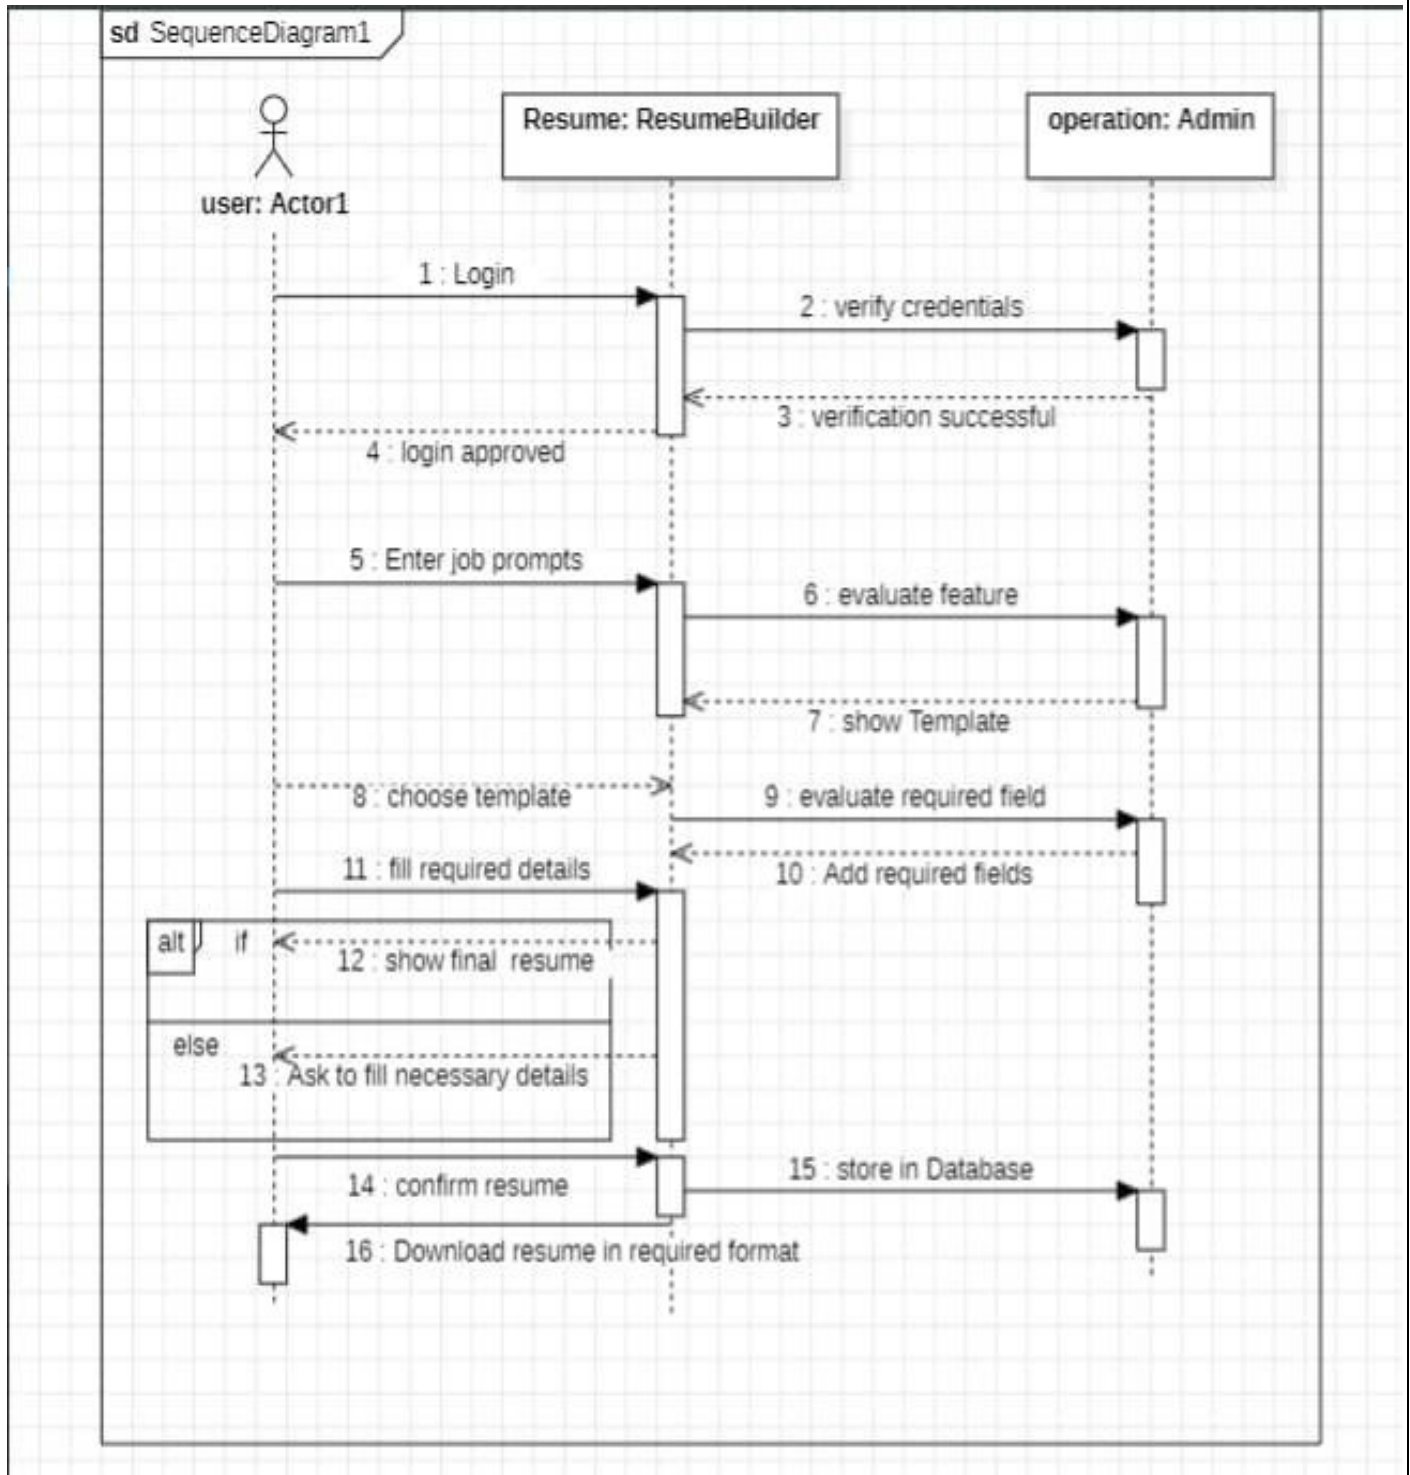 sd SequenceDiagram1
Resume: ResumeBuilder
operation: Admin
user: Actor1
1 : Login
2 : verify credentials
3 : verification successful
4 : login approved
5 : Enter job prompts
6 : evaluate feature
7 : show Template
8 : choose template
9 : evaluate required field
10 : Add required fields
11 : fill required details
alt if
12 : show final resume
else
13 : Ask to fill necessary details
14 : confirm resume
15 : store in Database
16 : Download resume in required format